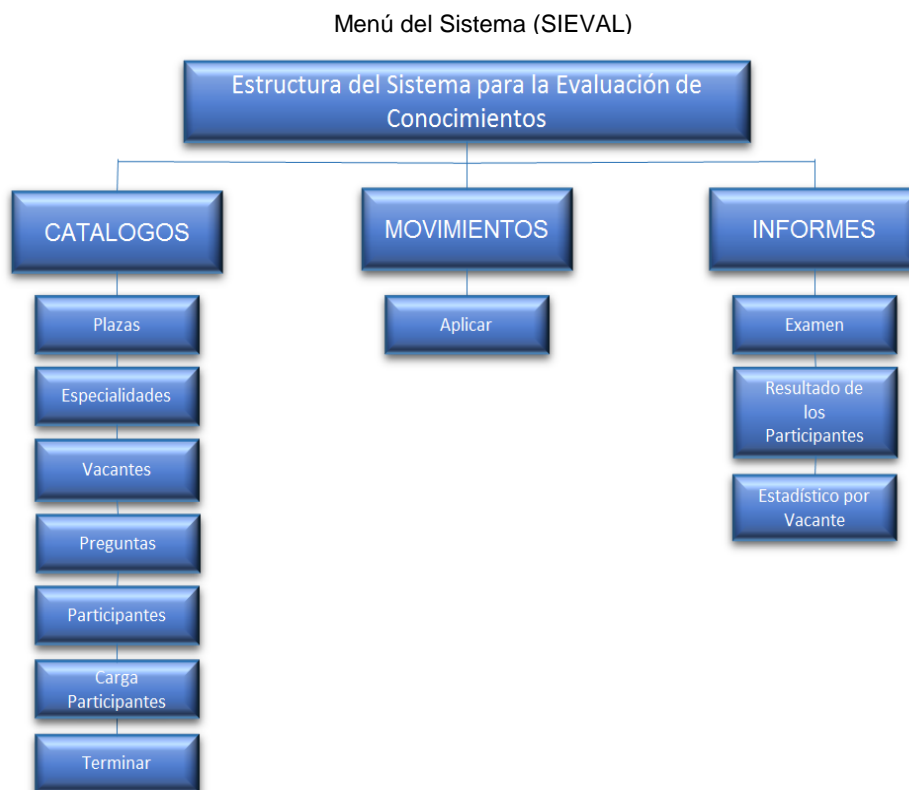 Menú del Sistema (SIEVAL)
Estructura del Sistema para la Evaluación de
Conocimientos
CATALOGOS
Plazas
Especialidades
Vacantes
Preguntas
Participantes
Carga
Participantes
Terminar
MOVIMIENTOS
Aplicar
INFORMES
Examen
Resultado de
los
Participantes
Estadístico por
Vacante